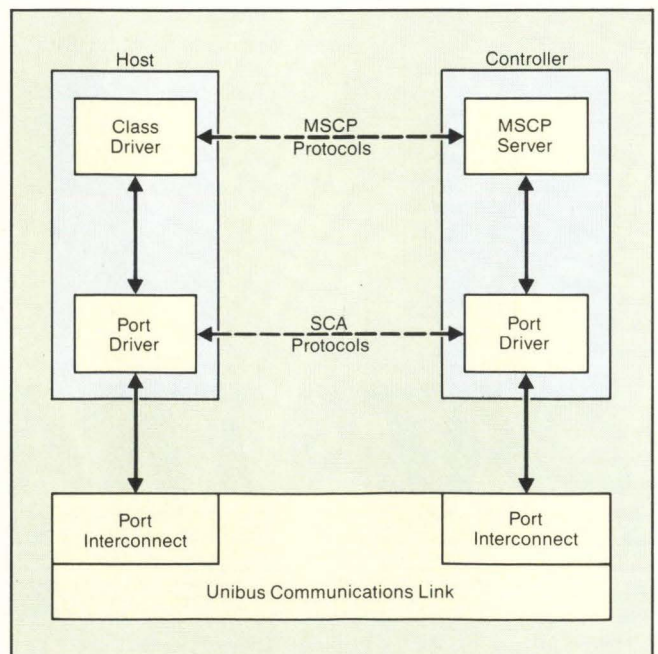 Host
Controller
Class
Driver
MSCP
Protocols
MSCP
Server
Port
Driver
SCA
Protocols
Port
Driver
Port
Interconnect
Port
Interconnect
Unibus Communications Link